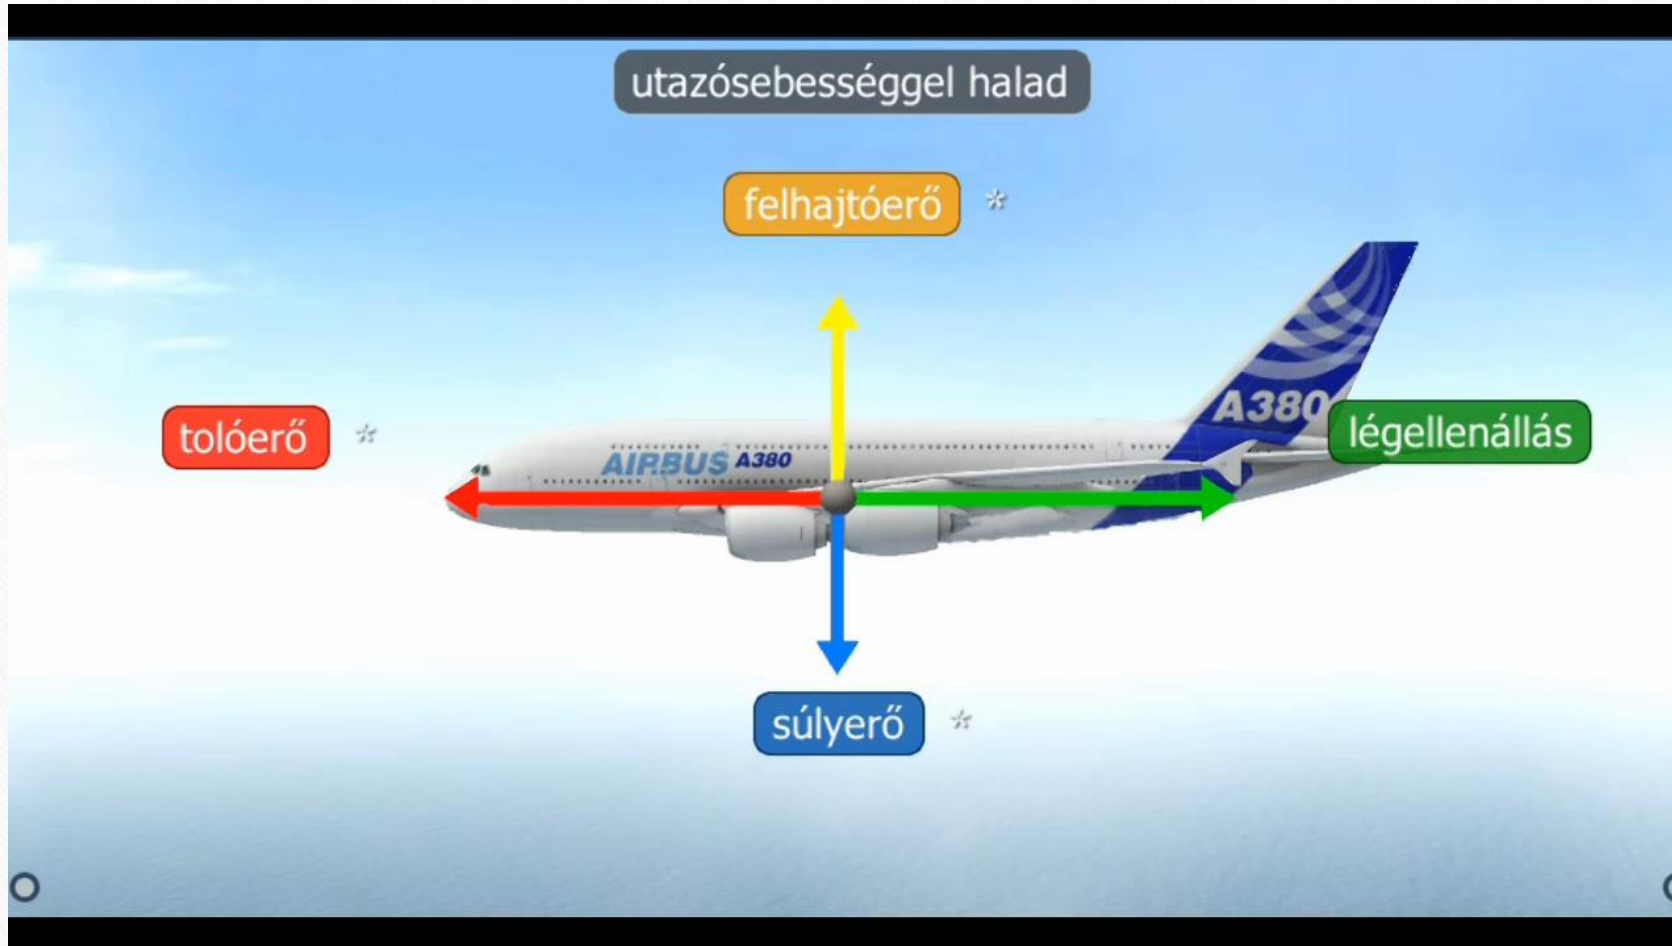 utazósebességgel halad
felhajtóerő *
A380
tolóerő *
légellenállás
AIRBUS A380
súlyerő *